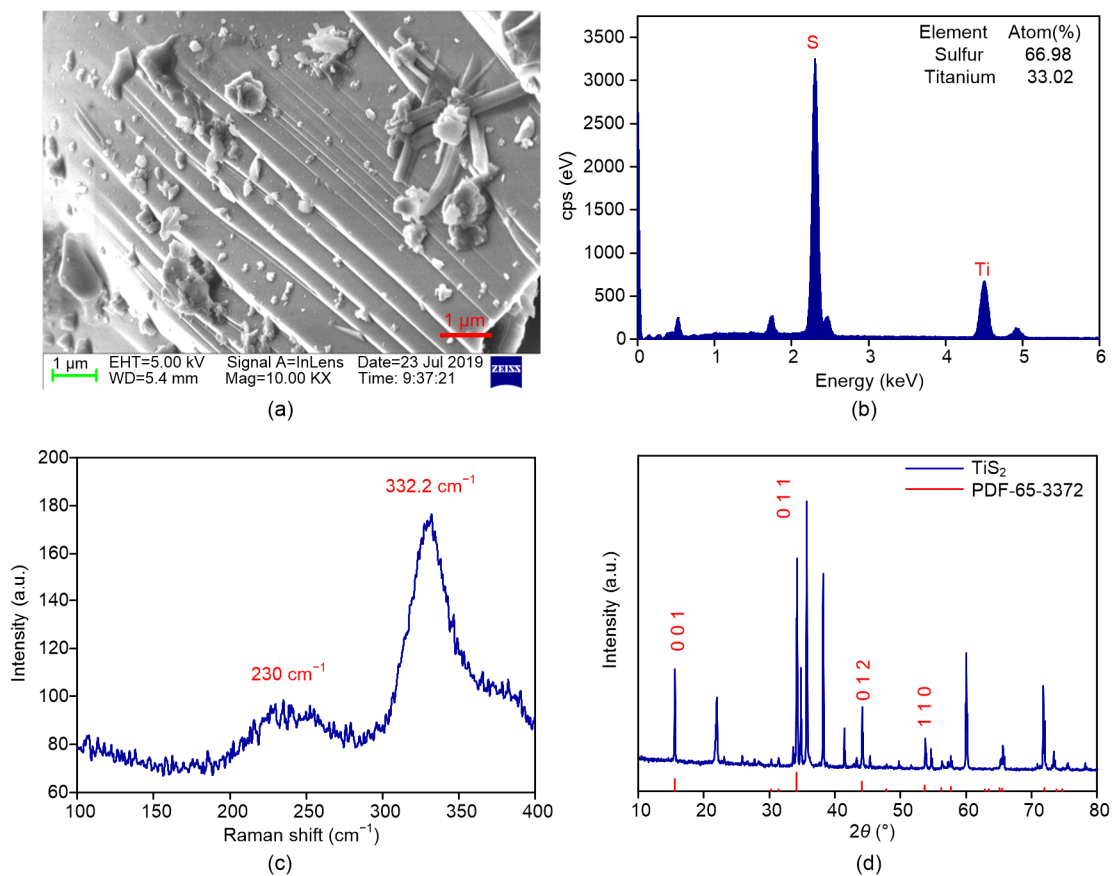 1 μm
1 μm EHT=5.00 kV Signal A=InLens Date=23 Jul 2019
WD=5.4 mm Mag=10.00 KX Time: 9:37:21
ZEISS
(a)
Element Atom(%)
Sulfur 66.98
Titanium 33.02
S
Ti
cps (eV)
3500
3000
2500
2000
1500
1000
500
0
0 1 2 3 4 5 6
Energy (keV)
(b)
200
180
160
140
120
100
80
60
Intensity (a.u.)
332.2 cm⁻¹
230 cm⁻¹
100 150 200 250 300 350 400
Raman shift (cm⁻¹)
(c)
TiS₂
PDF-65-3372
Intensity (a.u.)
0 0 1
0 1 1
0 1 2
1 1 0
10 20 30 40 50 60 70 80
2θ (°)
(d)